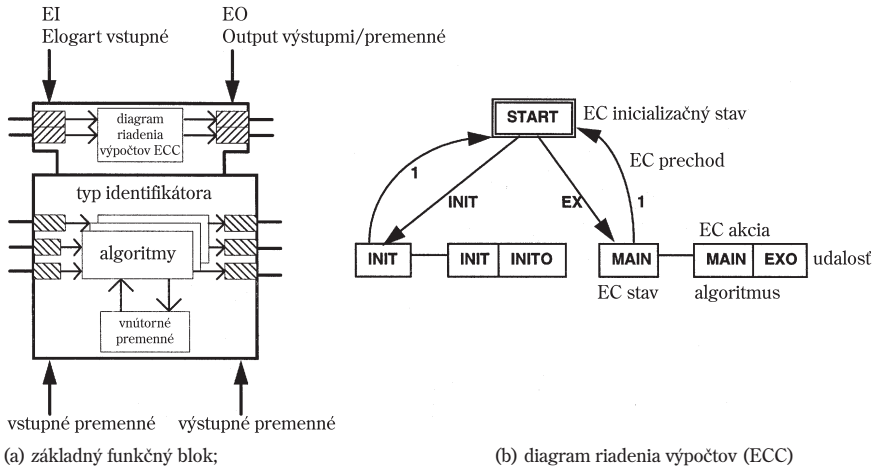 EI
Elogart vstupné
EO
Output výstupmi/premenné
diagram
riadenia
výpočtov ECC
typ identifikátora
algoritmy
vnútorné
premenné
vstupné premenné
výstupné premenné
(a) základný funkčný blok;
START
EC inicializačný stav
EC prechod
1
INIT
EX
1
EC akcia
INIT
INIT
INITO
MAIN
MAIN
EXO
udalosť
EC stav
algoritmus
(b) diagram riadenia výpočtov (ECC)